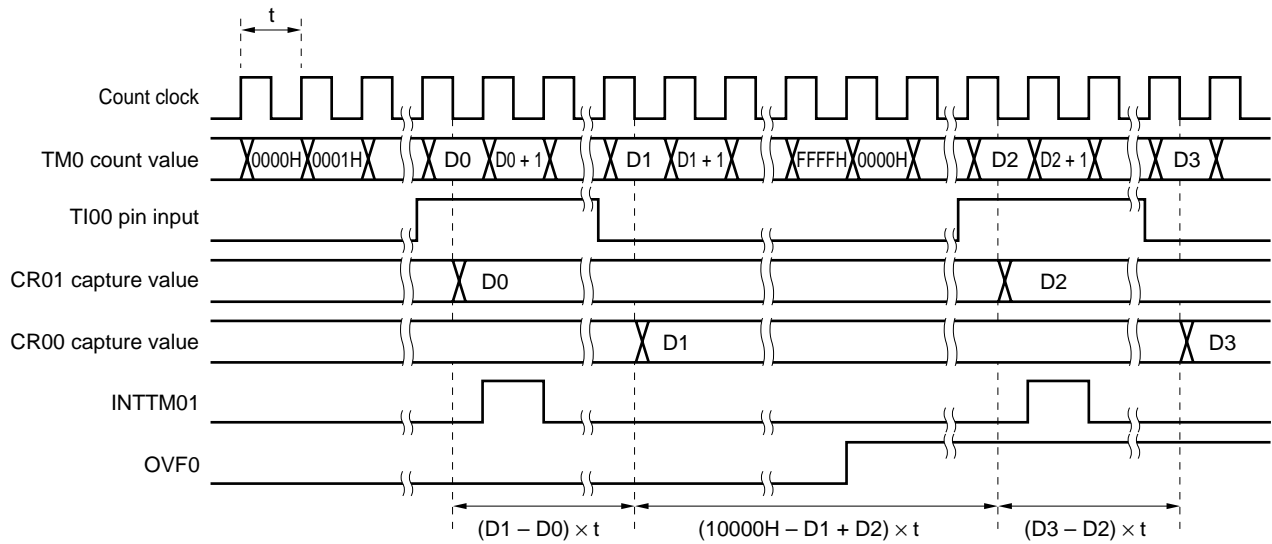 t
Count clock
TM0 count value 0000H 0001H D0 D0 + 1 D1 D1 + 1 FFFFH 0000H D2 D2 + 1 D3
TI00 pin input
CR01 capture value D0 D2
CR00 capture value D1 D3
INTTM01
OVF0
(D1 – D0) × t (10000H – D1 + D2) × t (D3 – D2) × t